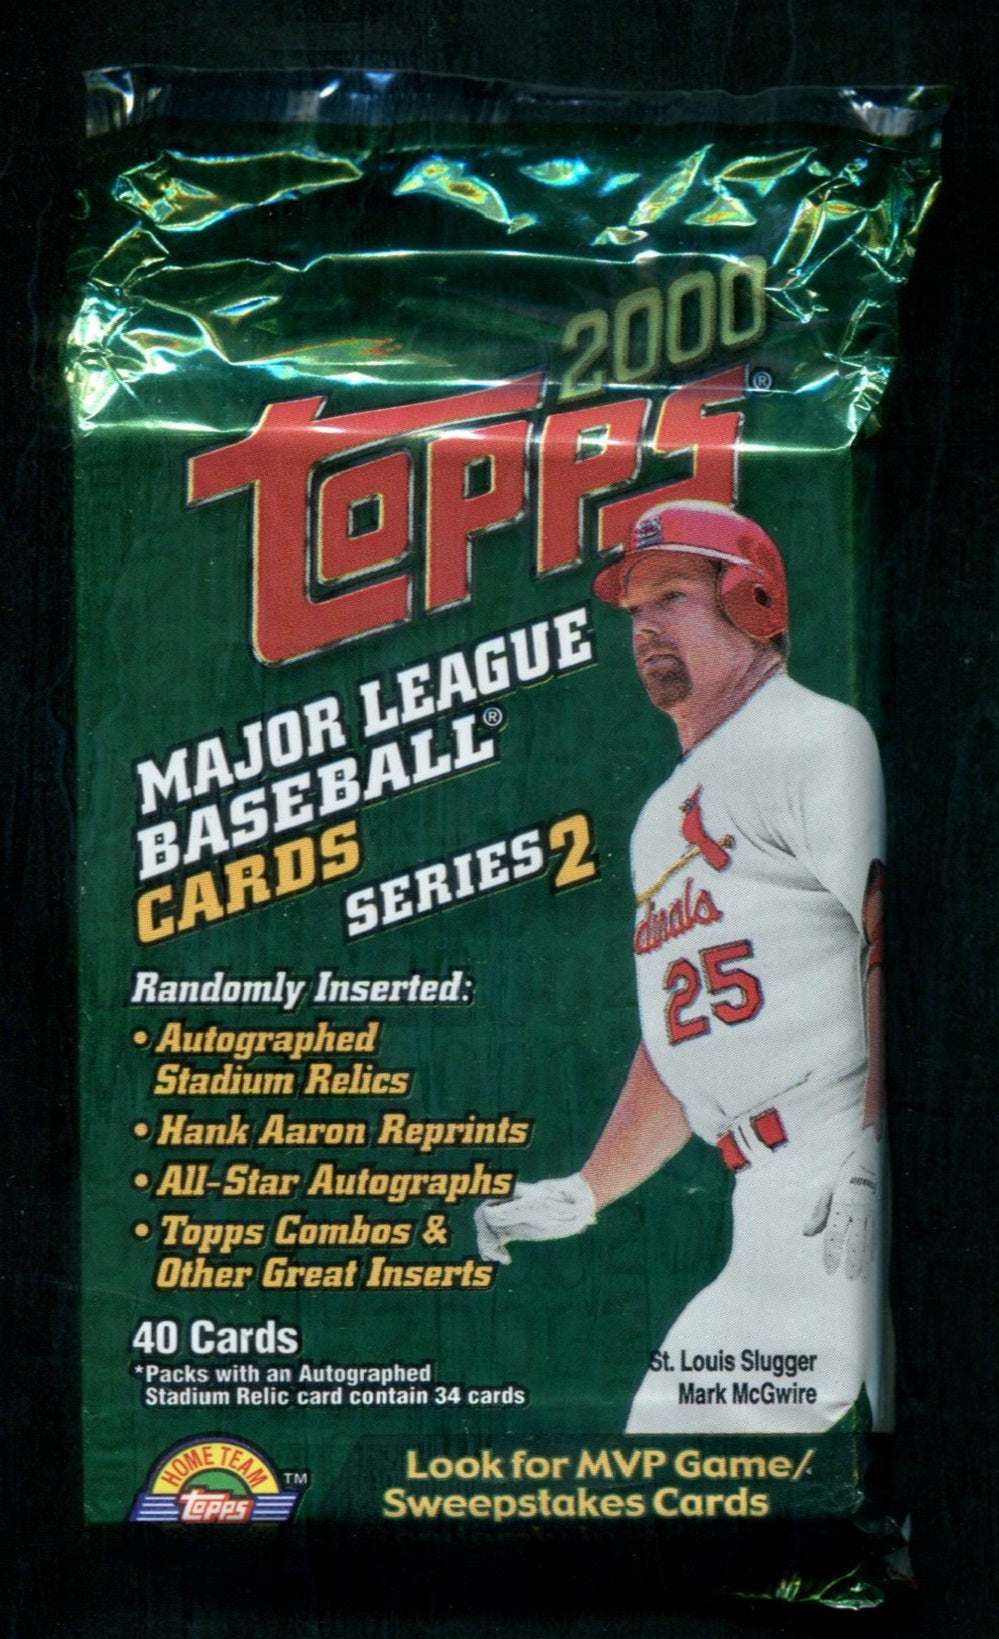 2000
Topps®
MAJOR LEAGUE
BASEBALL®
CARDS
SERIES 2
Randomly Inserted:
• Autographed
Stadium Relics
• Hank Aaron Reprints
• All-Star Autographs
• Topps Combos &
Other Great Inserts
40 Cards
*Packs with an Autographed
Stadium Relic card contain 34 cards
dinals
25
St. Louis Slugger
Mark McGwire
HOME TEAM
Topps TM
Look for MVP Game/
Sweepstakes Cards